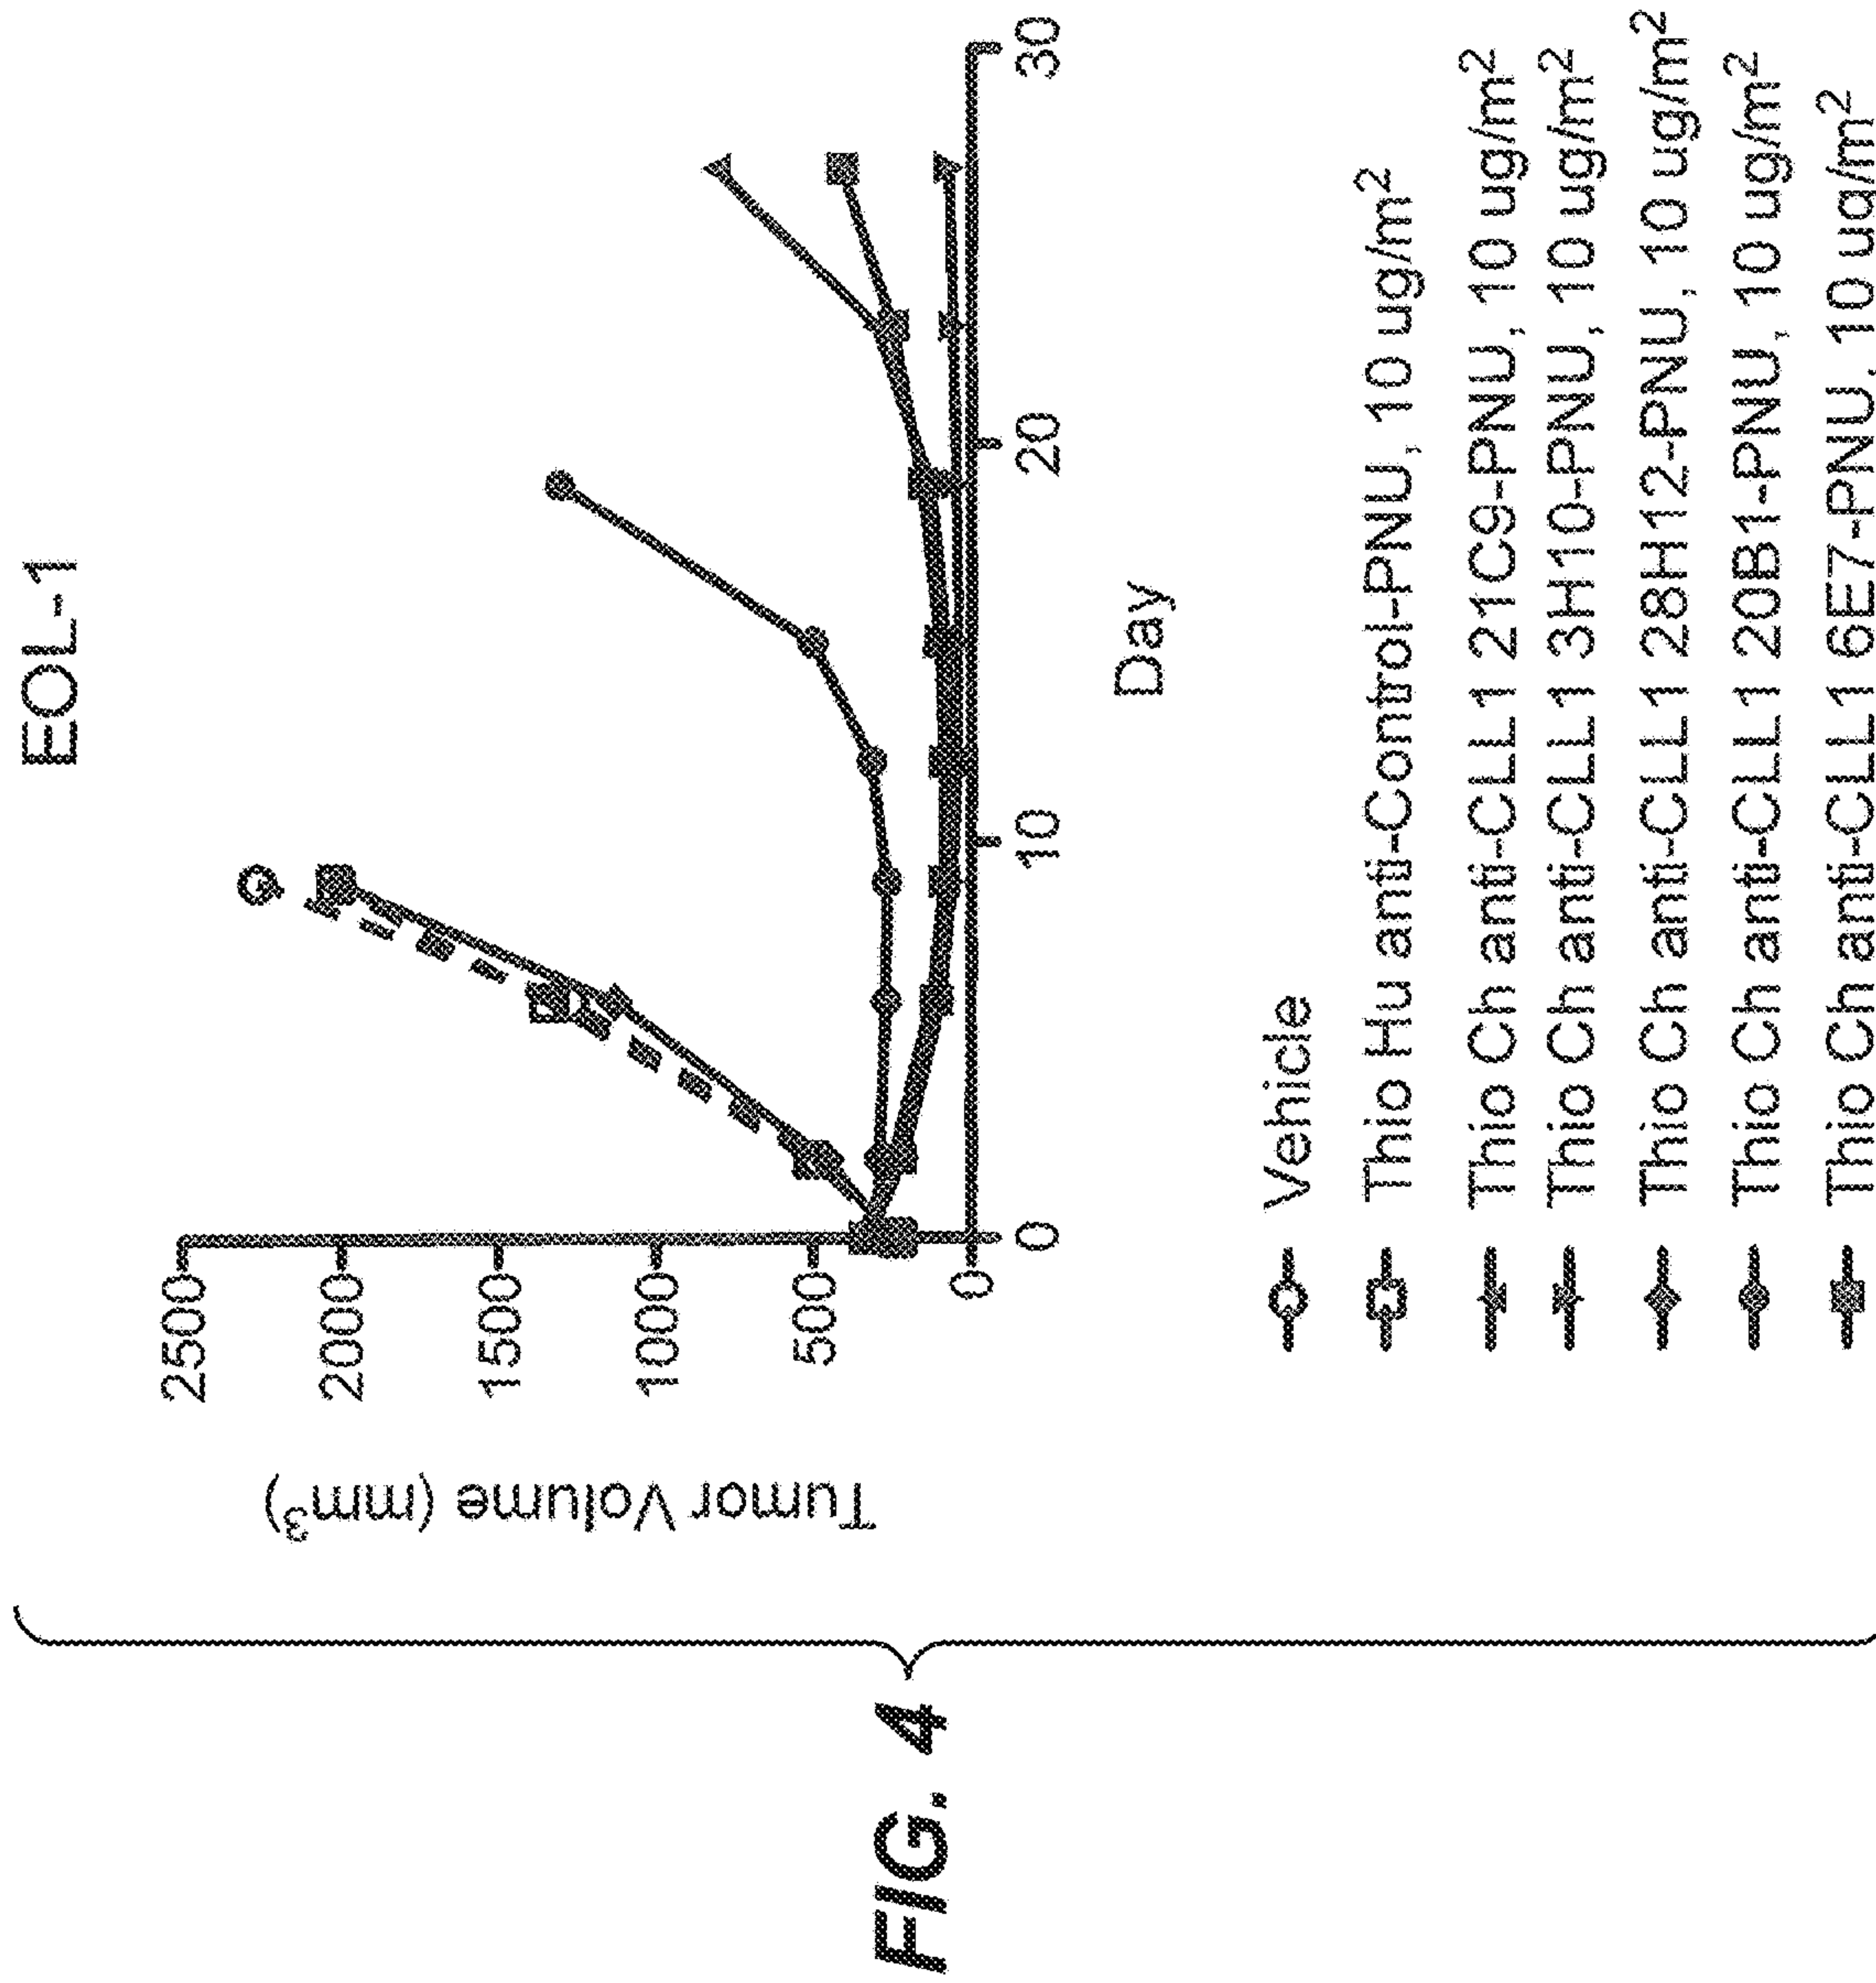 FIG. 4
EOL-1
Tumor Volume (mm³)
2500
2000
1500
1000
500
0
0
10
20
30
Day
Vehicle
Thio Hu anti-Control-PNU, 10 ug/m²
Thio Ch anti-CLL1 21C9-PNU, 10 ug/m²
Thio Ch anti-CLL1 3H10-PNU, 10 ug/m²
Thio Ch anti-CLL1 28H12-PNU, 10 ug/m²
Thio Ch anti-CLL1 20B1-PNU, 10 ug/m²
Thio Ch anti-CLL1 6E7-PNU, 10 ug/m²